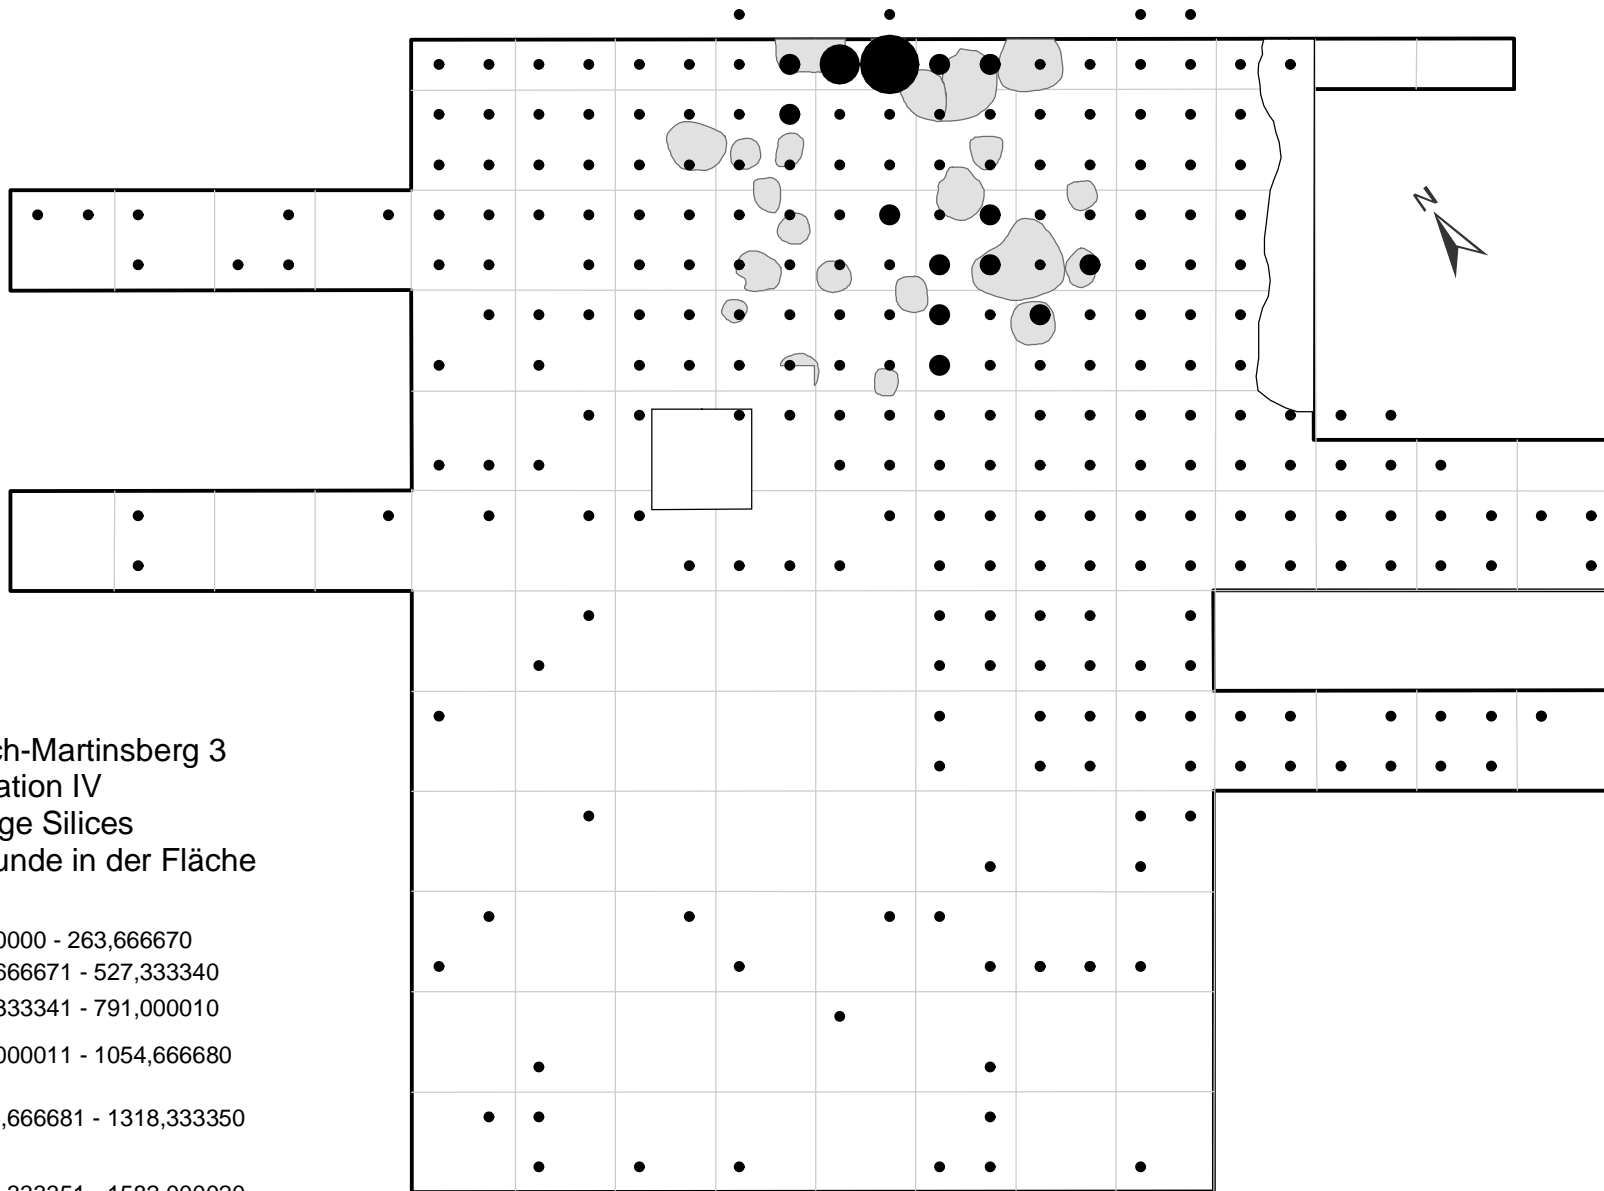 N
ch-Martinsberg 3
ation IV
ge Silices
unde in der Fläche
0000 - 263,666670
666671 - 527,333340
333341 - 791,000010
000011 - 1054,666680
,666681 - 1318,333350